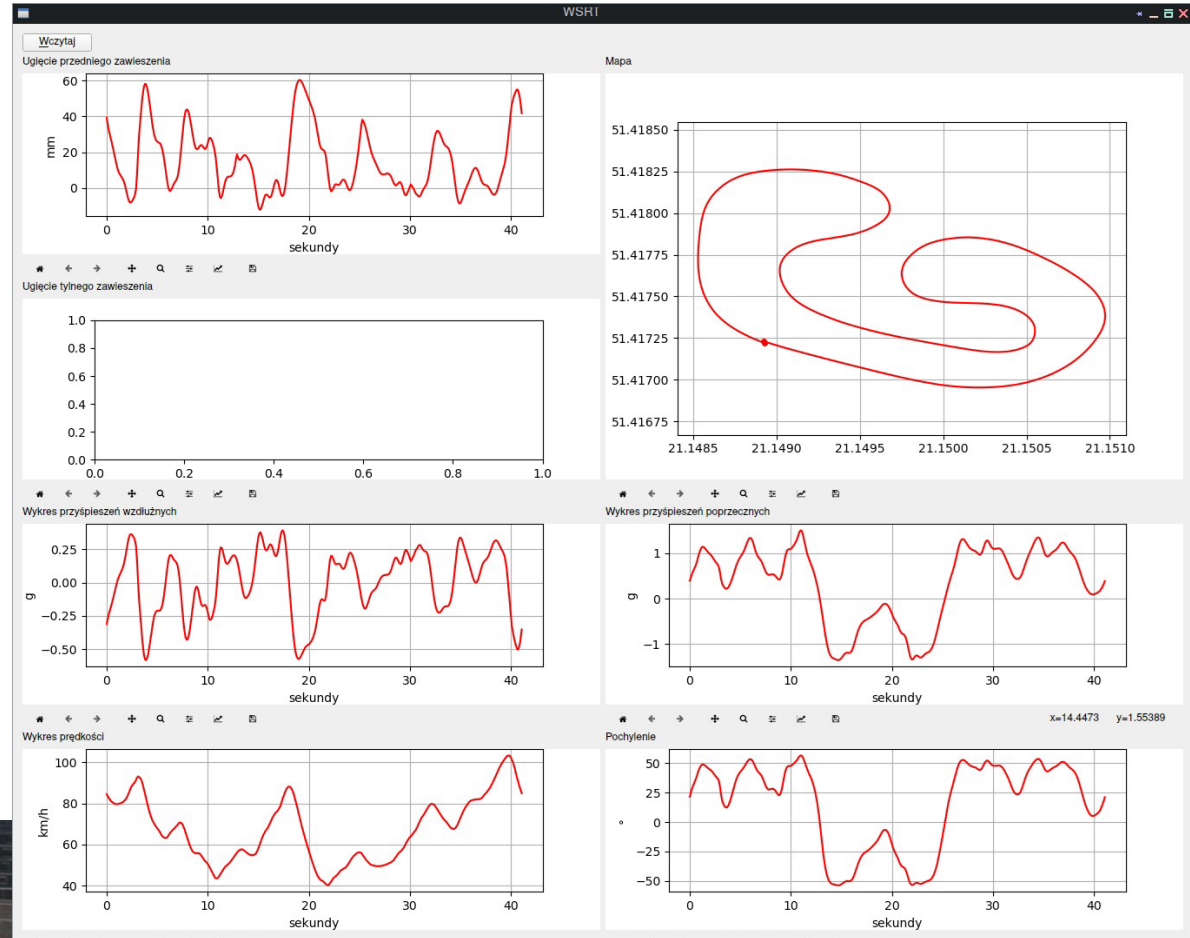 WSRT
Wczytaj
Ugięcie przedniego zawieszenia
60
40
20
0
mm
0 10 20 30 40
sekundy
Ugięcie tylnego zawieszenia
1.0
0.8
0.6
0.4
0.2
0.0
0.0 0.2 0.4 0.6 0.8 1.0
Wykres przyśpieszeń wzdłużnych
0.25
0.00
−0.25
−0.50
g
0 10 20 30 40
sekundy
Wykres prędkości
100
80
60
40
km/h
0 10 20 30 40
sekundy
Mapa
51.41850
51.41825
51.41800
51.41775
51.41750
51.41725
51.41700
51.41675
21.1485 21.1490 21.1495 21.1500 21.1505 21.1510
Wykres przyśpieszeń poprzecznych
1
0
−1
g
0 10 20 30 40
sekundy
x=14.4473 y=1.55389
Pochylenie
50
25
0
−25
−50
°
0 10 20 30 40
sekundy